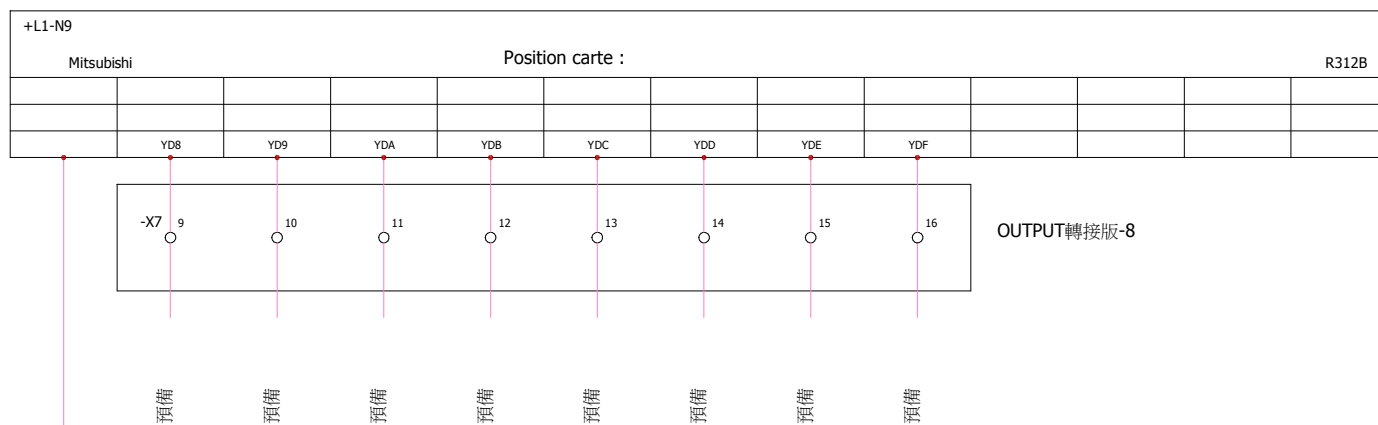 +L1-N9
Mitsubishi
Position carte :
R312B
YD8 YD9 YDA YDB YDC YDD YDE YDF
-X7 9 10 11 12 13 14 15 16
OUTPUT轉接版-8
預備 預備 預備 預備 預備 預備 預備 預備